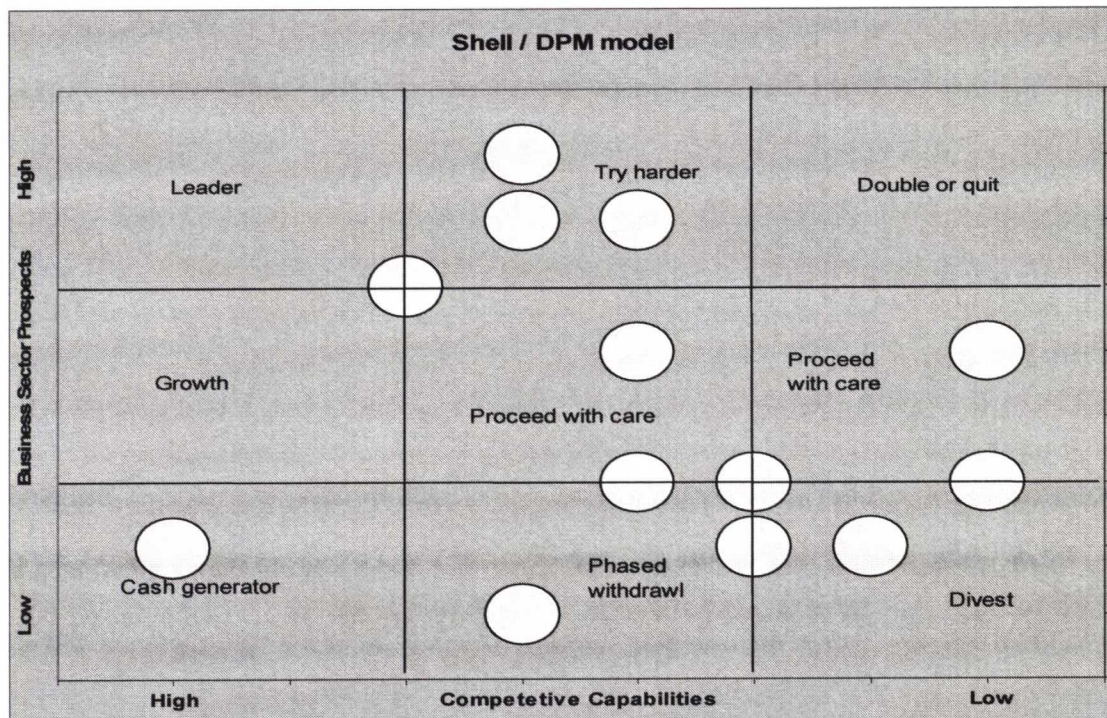 Shell / DPM model
High
Business Sector Prospects
Low
Leader
Try harder
Double or quit
Growth
Proceed with care
Proceed
with care
Cash generator
Phased
withdrawl
Divest
High
Competetive Capabilities
Low